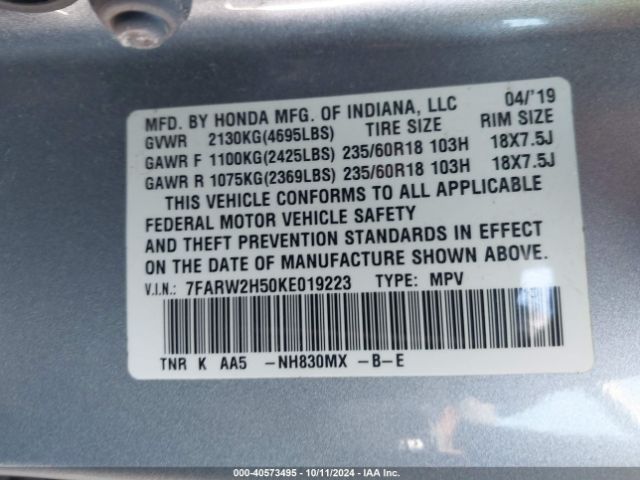 MFD. BY HONDA MFG. OF INDIANA, LLC 04/'19
GVWR 2130KG(4695LBS) TIRE SIZE RIM SIZE
GAWR F 1100KG(2425LBS) 235/60R18 103H 18X7.5J
GAWR R 1075KG(2369LBS) 235/60R18 103H 18X7.5J
THIS VEHICLE CONFORMS TO ALL APPLICABLE
FEDERAL MOTOR VEHICLE SAFETY
AND THEFT PREVENTION STANDARDS IN EFFECT
ON THE DATE OF MANUFACTURE SHOWN ABOVE.
V.I.N.: 7FARW2H50KE019223 TYPE: MPV
TNR K AA5 -NH830MX -B-E
000-40573495 - 10/11/2024 - IAA Inc.